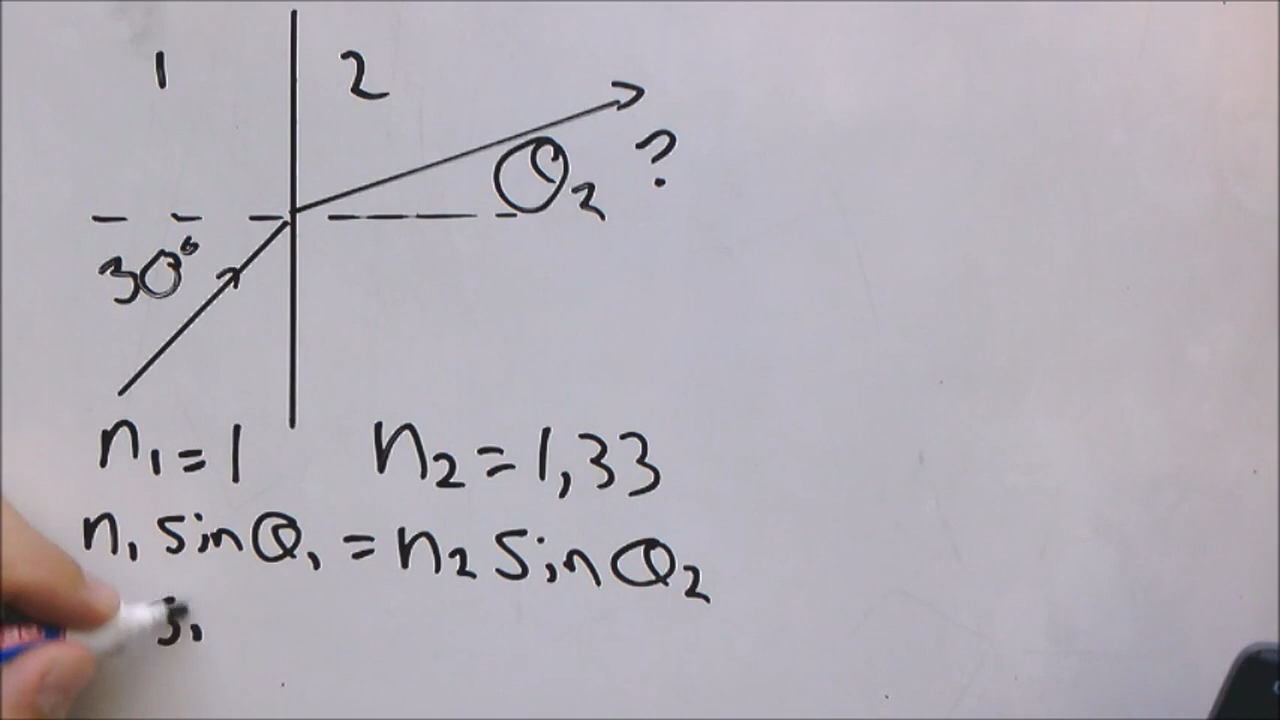 1 2
θ₂ ?
30°
n₁ = 1 n₂ = 1,33
n₁ sin θ₁ = n₂ sin θ₂